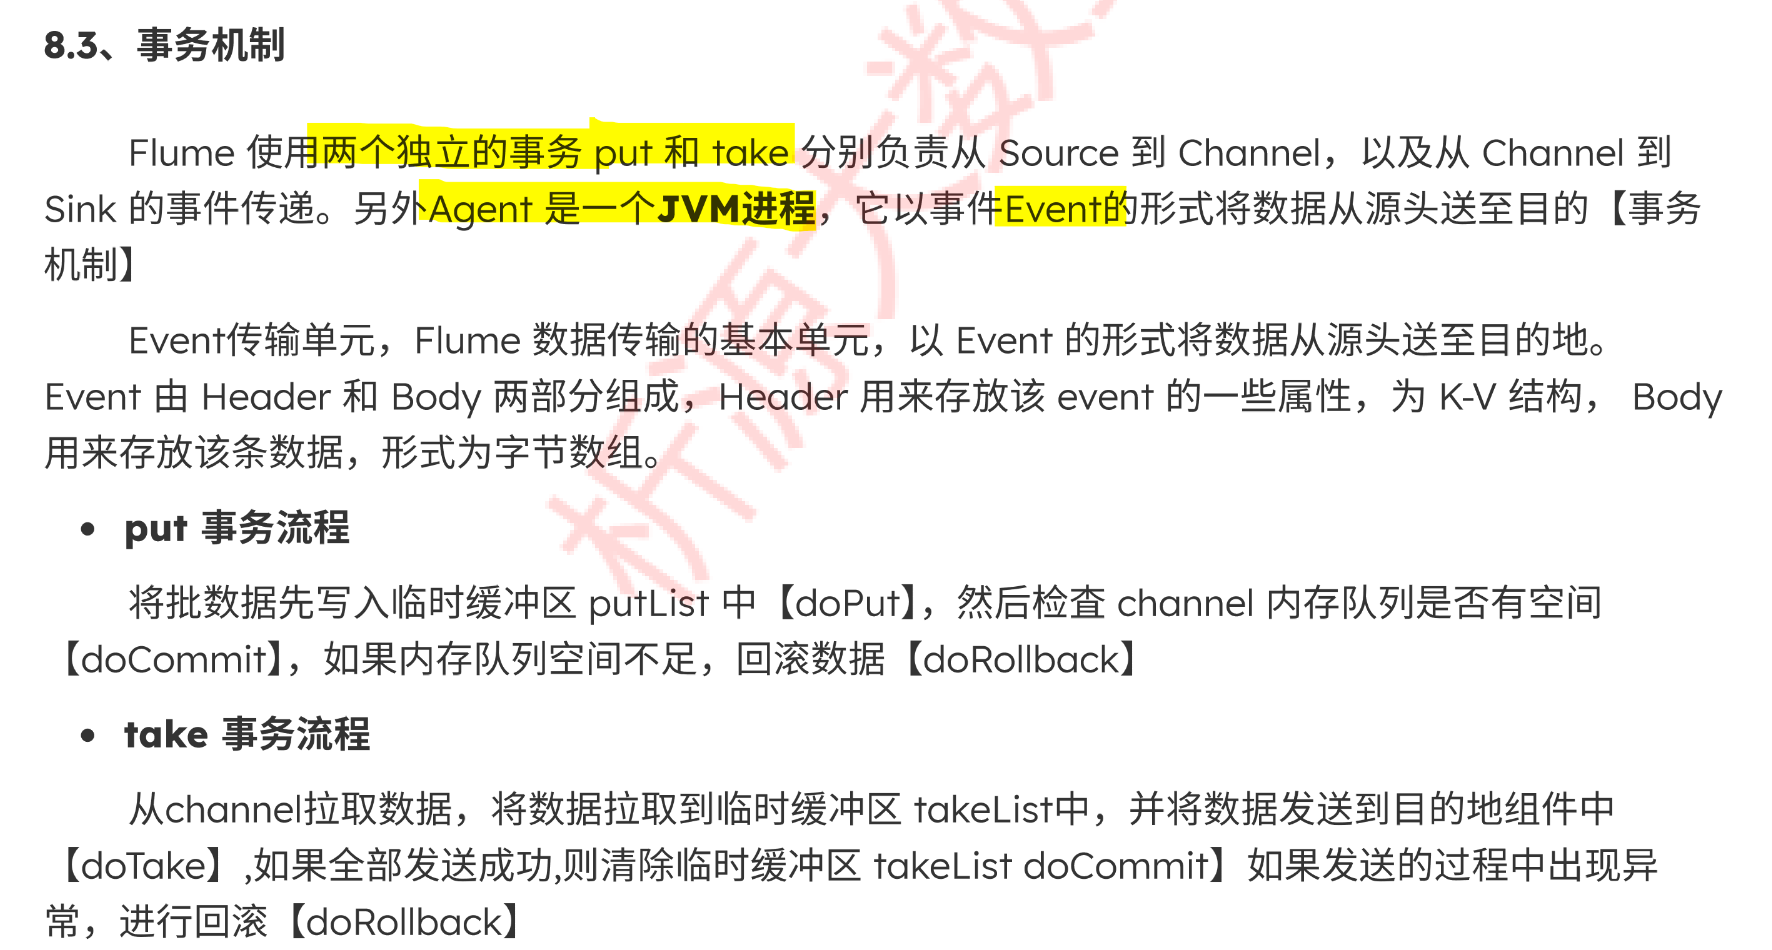 8.3、事务机制
Flume 使用两个独立的事务 put 和 take 分别负责从 Source 到 Channel，以及从 Channel 到
Sink 的事件传递。另外Agent 是一个JVM进程，它以事件Event的形式将数据从源头送至目的【事务
机制】
Event传输单元，Flume 数据传输的基本单元，以 Event 的形式将数据从源头送至目的地。
Event 由 Header 和 Body 两部分组成，Header 用来存放该 event 的一些属性，为 K-V 结构， Body
用来存放该条数据，形式为字节数组。
• put 事务流程
将批数据先写入临时缓冲区 putList 中【doPut】，然后检查 channel 内存队列是否有空间
【doCommit】，如果内存队列空间不足，回滚数据【doRollback】
• take 事务流程
从channel拉取数据，将数据拉取到临时缓冲区 takeList中，并将数据发送到目的地组件中
【doTake】,如果全部发送成功,则清除临时缓冲区 takeList doCommit】如果发送的过程中出现异
常，进行回滚【doRollback】
析源大数